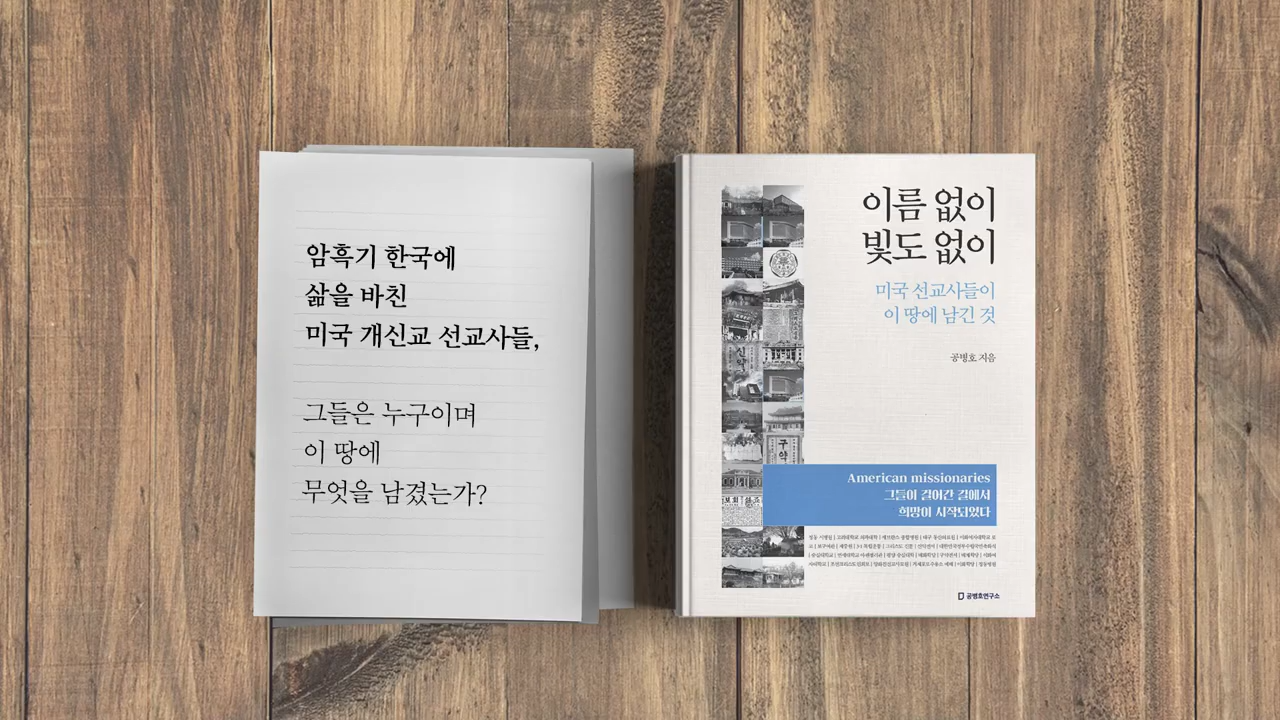 암흑기 한국에
삶을 바친
미국 개신교 선교사들,
그들은 누구이며
이 땅에
무엇을 남겼는가?
이름 없이
빛도 없이
미국 선교사들이
이 땅에 남긴 것
공병호 지음
신약
구약
American missionaries
그들이 걸어간 길에서
희망이 시작되었다
공병호연구소